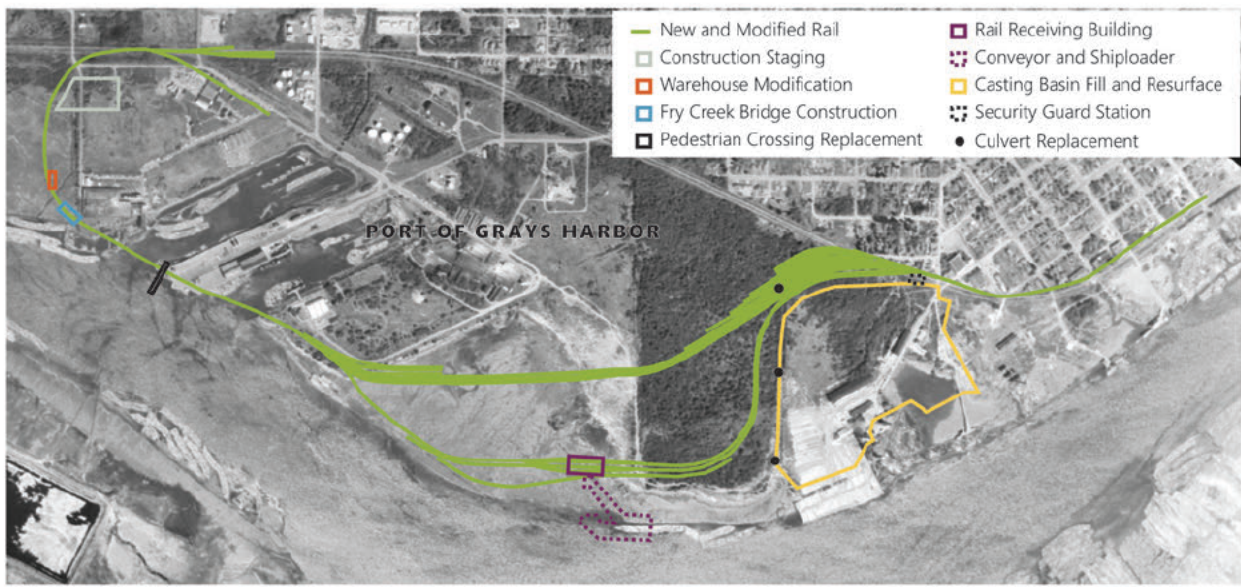 New and Modified Rail
Construction Staging
Warehouse Modification
Fry Creek Bridge Construction
Pedestrian Crossing Replacement
Rail Receiving Building
Conveyor and Shiploader
Casting Basin Fill and Resurface
Security Guard Station
Culvert Replacement
PORT OF GRAYS HARBOR